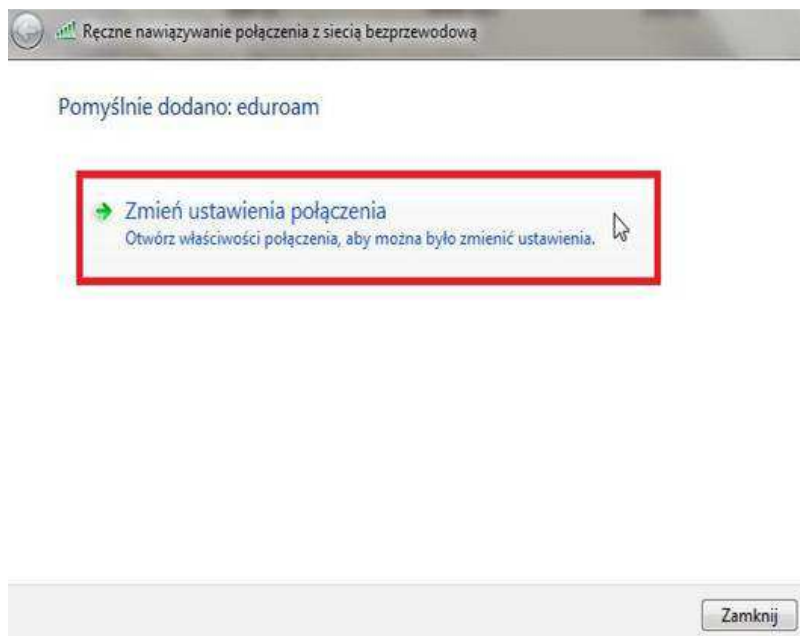 Ręczne nawiązywanie połączenia z siecią bezprzewodową
Pomyślnie dodano: eduroam
Zmień ustawienia połączenia
Otwórz właściwości połączenia, aby można było zmienić ustawienia.
Zamknij